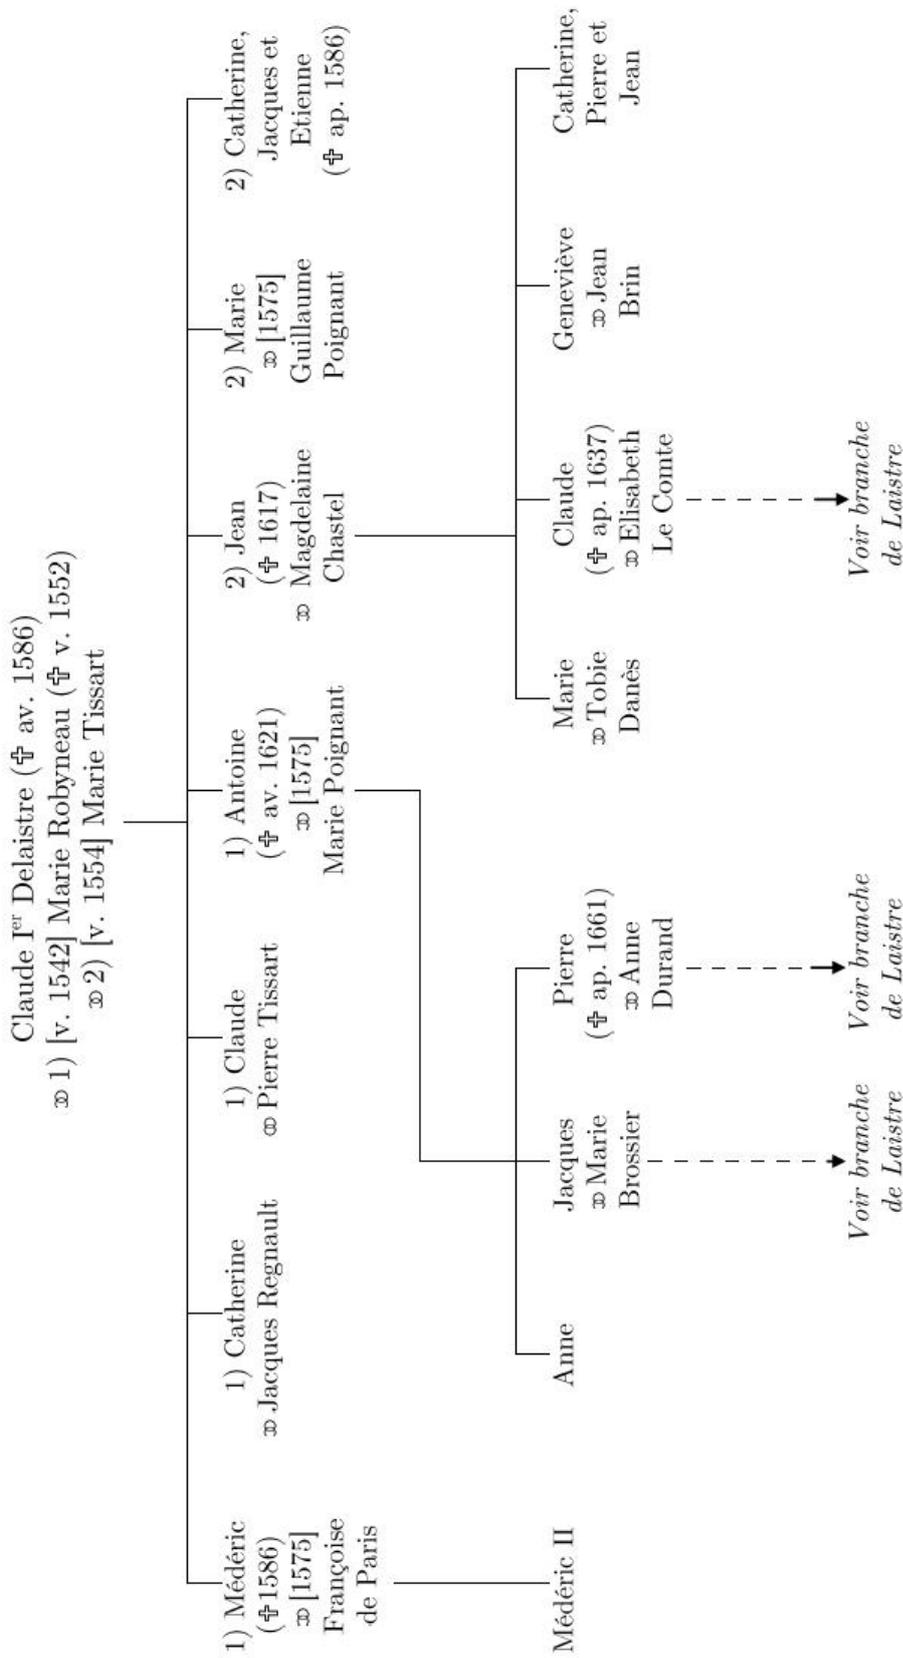 Claude Iᵉʳ Delaistre (✞ av. 1586)
⚭ 1) [v. 1542] Marie Robyneau (✞ v. 1552)
⚭ 2) [v. 1554] Marie Tissart
1) Médéric
(✞1586)
⚭ [1575]
Françoise
de Paris
1) Catherine
⚭ Jacques Regnault
1) Claude
⚭ Pierre Tissart
1) Antoine
(✞ av. 1621)
⚭ [1575]
Marie Poignant
2) Jean
(✞ 1617)
⚭ Magdelaine
Chastel
2) Marie
⚭ [1575]
Guillaume
Poignant
2) Catherine,
Jacques et
Etienne
(✞ ap. 1586)
Médéric II
Anne
Jacques
⚭ Marie
Brossier
Pierre
(✞ ap. 1661)
⚭ Anne
Durand
Marie
⚭ Tobie
Danès
Claude
(✞ ap. 1637)
⚭ Elisabeth
Le Comte
Geneviève
⚭ Jean
Brin
Catherine,
Pierre et
Jean
Voir branche
de Laistre
Voir branche
de Laistre
Voir branche
de Laistre